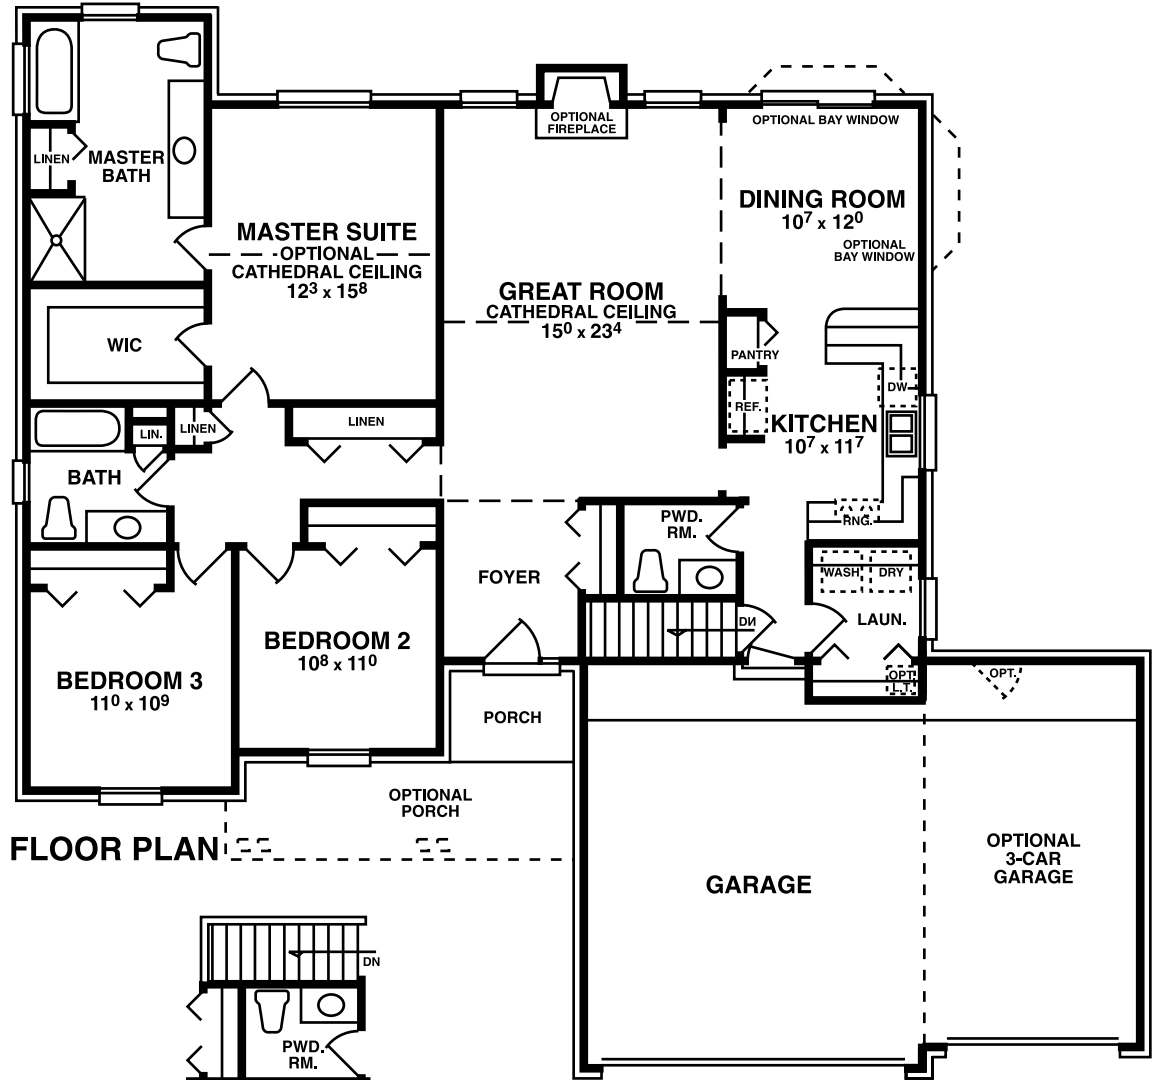 OPTIONAL
FIREPLACE
OPTIONAL BAY WINDOW
LINEN
MASTER
BATH
DINING ROOM
10⁷ x 12⁰
OPTIONAL
BAY WINDOW
MASTER SUITE
OPTIONAL
CATHEDRAL CEILING
12³ x 15⁸
GREAT ROOM
CATHEDRAL CEILING
15⁰ x 23⁴
WIC
PANTRY
DW
REF.
KITCHEN
10⁷ x 11⁷
LIN.
LINEN
LINEN
BATH
RNG.
PWD.
RM.
FOYER
WASH
DRY
LAUN.
DN
BEDROOM 2
10⁸ x 11⁰
BEDROOM 3
11⁰ x 10⁹
OPT.
L.T.
OPT.
PORCH
OPTIONAL
PORCH
FLOOR PLAN
GARAGE
OPTIONAL
3-CAR
GARAGE
DN
PWD.
RM.